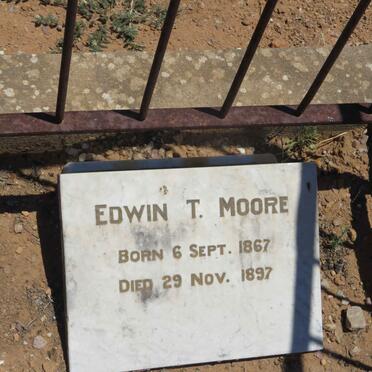 EDWIN T. MOORE
BORN 6 SEPT. 1867
DIED 29 NOV. 1897